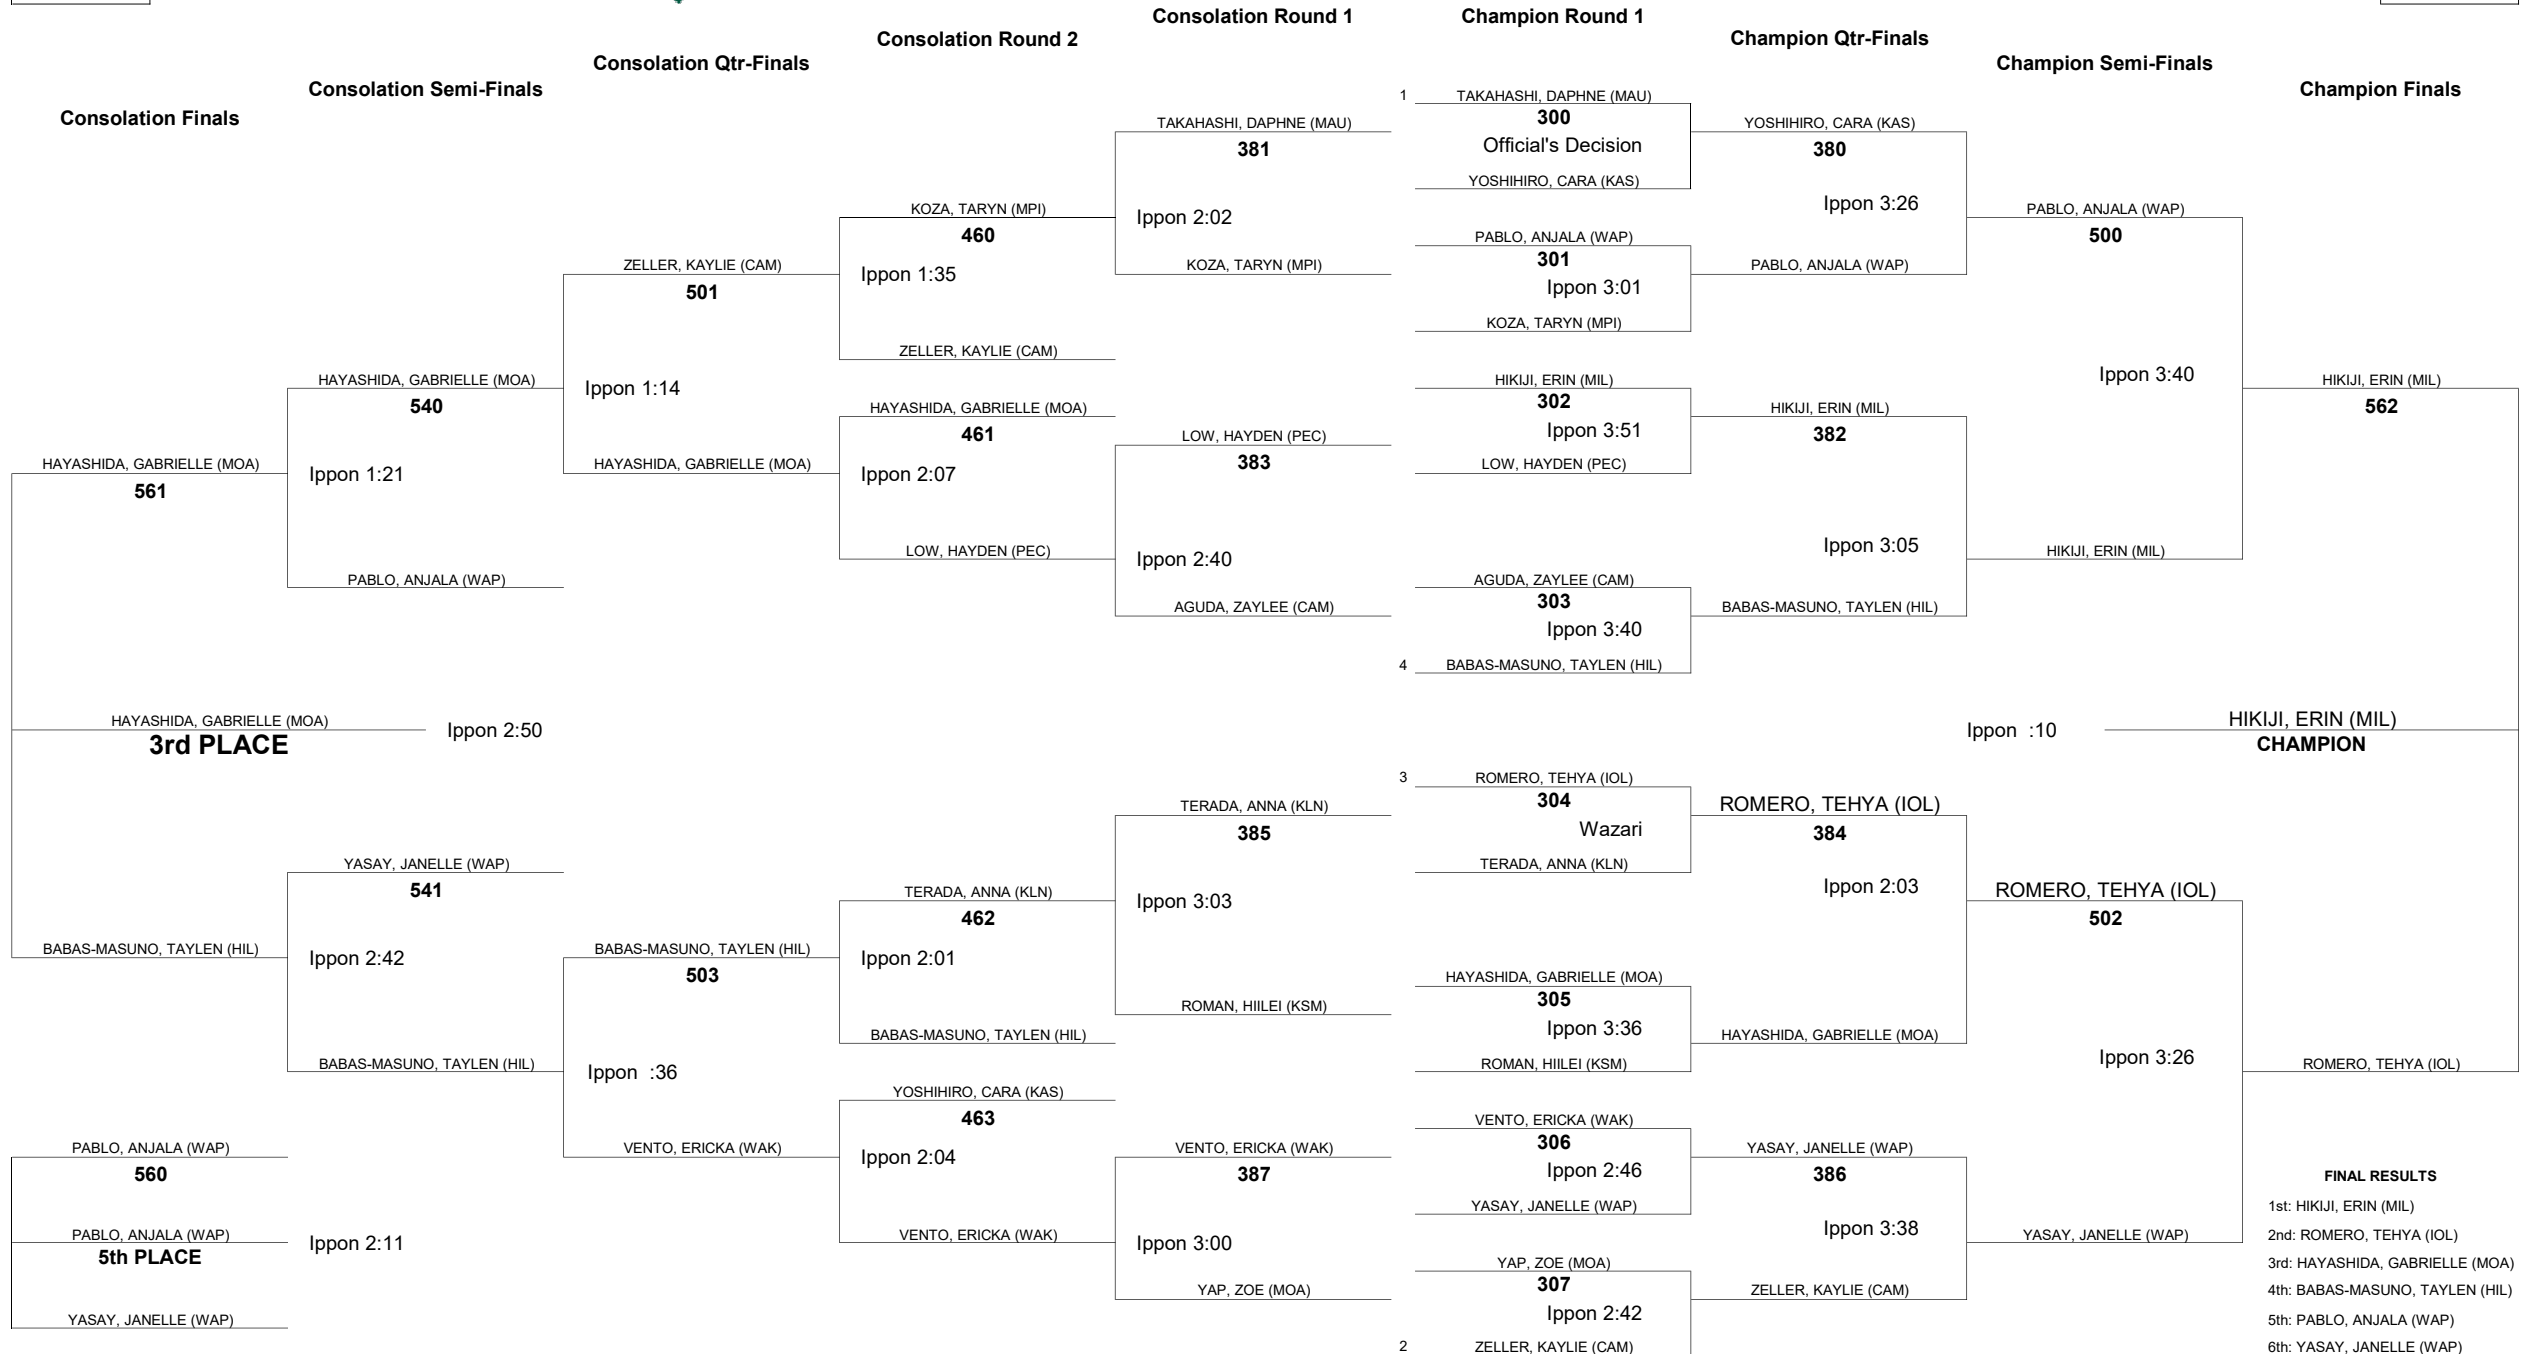 Consolation Round 1
Champion Round 1
Consolation Round 2
Champion Qtr-Finals
Consolation Qtr-Finals
Champion Semi-Finals
Consolation Semi-Finals
Champion Finals
Consolation Finals
1 TAKAHASHI, DAPHNE (MAU)
300
Official's Decision
YOSHIHIRO, CARA (KAS)
PABLO, ANJALA (WAP)
301
Ippon 3:01
KOZA, TARYN (MPI)
HIKIJI, ERIN (MIL)
302
Ippon 3:51
LOW, HAYDEN (PEC)
AGUDA, ZAYLEE (CAM)
303
Ippon 3:40
4 BABAS-MASUNO, TAYLEN (HIL)
3 ROMERO, TEHYA (IOL)
304
Wazari
TERADA, ANNA (KLN)
HAYASHIDA, GABRIELLE (MOA)
305
Ippon 3:36
ROMAN, HIILEI (KSM)
VENTO, ERICKA (WAK)
306
Ippon 2:46
YASAY, JANELLE (WAP)
YAP, ZOE (MOA)
307
Ippon 2:42
2 ZELLER, KAYLIE (CAM)
YOSHIHIRO, CARA (KAS)
380
Ippon 3:26
PABLO, ANJALA (WAP)
HIKIJI, ERIN (MIL)
382
Ippon 3:05
BABAS-MASUNO, TAYLEN (HIL)
ROMERO, TEHYA (IOL)
384
Ippon 2:03
HAYASHIDA, GABRIELLE (MOA)
YASAY, JANELLE (WAP)
386
Ippon 3:38
ZELLER, KAYLIE (CAM)
PABLO, ANJALA (WAP)
500
Ippon 3:40
HIKIJI, ERIN (MIL)
ROMERO, TEHYA (IOL)
502
Ippon 3:26
YASAY, JANELLE (WAP)
HIKIJI, ERIN (MIL)
562
Ippon :10
HIKIJI, ERIN (MIL)
CHAMPION
ROMERO, TEHYA (IOL)
TAKAHASHI, DAPHNE (MAU)
381
Ippon 2:02
KOZA, TARYN (MPI)
LOW, HAYDEN (PEC)
383
Ippon 2:40
AGUDA, ZAYLEE (CAM)
TERADA, ANNA (KLN)
385
Ippon 3:03
ROMAN, HIILEI (KSM)
VENTO, ERICKA (WAK)
387
Ippon 3:00
YAP, ZOE (MOA)
KOZA, TARYN (MPI)
460
Ippon 1:35
ZELLER, KAYLIE (CAM)
HAYASHIDA, GABRIELLE (MOA)
461
Ippon 2:07
LOW, HAYDEN (PEC)
TERADA, ANNA (KLN)
462
Ippon 2:01
BABAS-MASUNO, TAYLEN (HIL)
YOSHIHIRO, CARA (KAS)
463
Ippon 2:04
VENTO, ERICKA (WAK)
ZELLER, KAYLIE (CAM)
501
Ippon 1:14
HAYASHIDA, GABRIELLE (MOA)
BABAS-MASUNO, TAYLEN (HIL)
503
Ippon :36
VENTO, ERICKA (WAK)
HAYASHIDA, GABRIELLE (MOA)
540
Ippon 1:21
PABLO, ANJALA (WAP)
YASAY, JANELLE (WAP)
541
Ippon 2:42
BABAS-MASUNO, TAYLEN (HIL)
HAYASHIDA, GABRIELLE (MOA)
561
HAYASHIDA, GABRIELLE (MOA)
3rd PLACE
Ippon 2:50
BABAS-MASUNO, TAYLEN (HIL)
PABLO, ANJALA (WAP)
560
PABLO, ANJALA (WAP)
5th PLACE
Ippon 2:11
YASAY, JANELLE (WAP)
FINAL RESULTS
1st: HIKIJI, ERIN (MIL)
2nd: ROMERO, TEHYA (IOL)
3rd: HAYASHIDA, GABRIELLE (MOA)
4th: BABAS-MASUNO, TAYLEN (HIL)
5th: PABLO, ANJALA (WAP)
6th: YASAY, JANELLE (WAP)